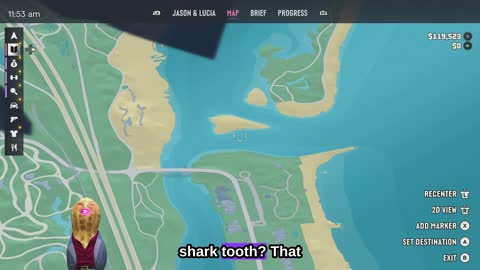 11:53 am
JASON & LUCIA MAP BRIEF PROGRESS
$119,523
$0
RECENTER L
2D VIEW L
ADD MARKER X
SET DESTINATION A
EXIT B
shark tooth? That